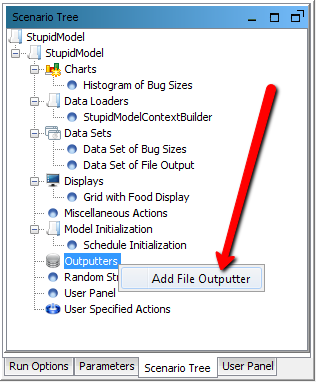 Scenario Tree
StupidModel
StupidModel
Charts
Histogram of Bug Sizes
Data Loaders
StupidModelContextBuilder
Data Sets
Data Set of Bug Sizes
Data Set of File Output
Displays
Grid with Food Display
Miscellaneous Actions
Model Initialization
Schedule Initialization
Outputters
Add File Outputter
Random Str
User Panel
User Specified Actions
Run Options Parameters Scenario Tree User Panel